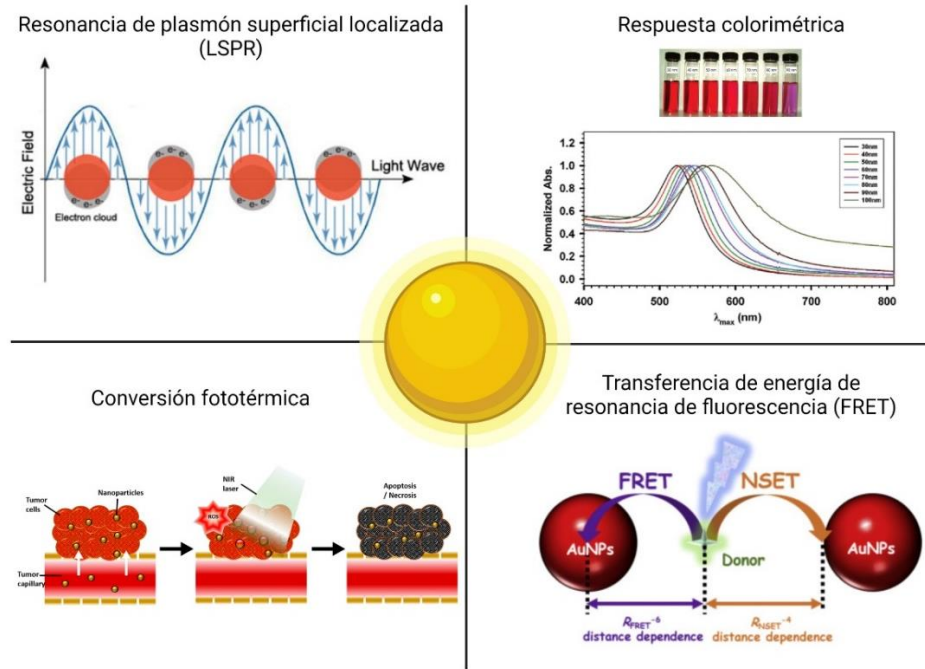 Resonancia de plasmón superficial localizada
(LSPR)
Electric Field
e- e- e-
e- e- e-
e- e- e-
e- e- e-
Electron cloud
Light Wave
Respuesta colorimétrica
Normalized Abs.
1.0
0.8
0.6
0.4
0.2
0.0
30nm
40nm
50nm
60nm
70nm
80nm
90nm
100nm
400
500
600
700
800
λmax (nm)
Conversión fototérmica
Tumor
cells
Nanoparticles
Tumor
capillary
NIR
laser
ROS
Apoptosis
/ Necrosis
Transferencia de energía de
resonancia de fluorescencia (FRET)
FRET
NSET
AuNPs
Donor
AuNPs
RFRET-6
distance dependence
RNSET-4
distance dependence